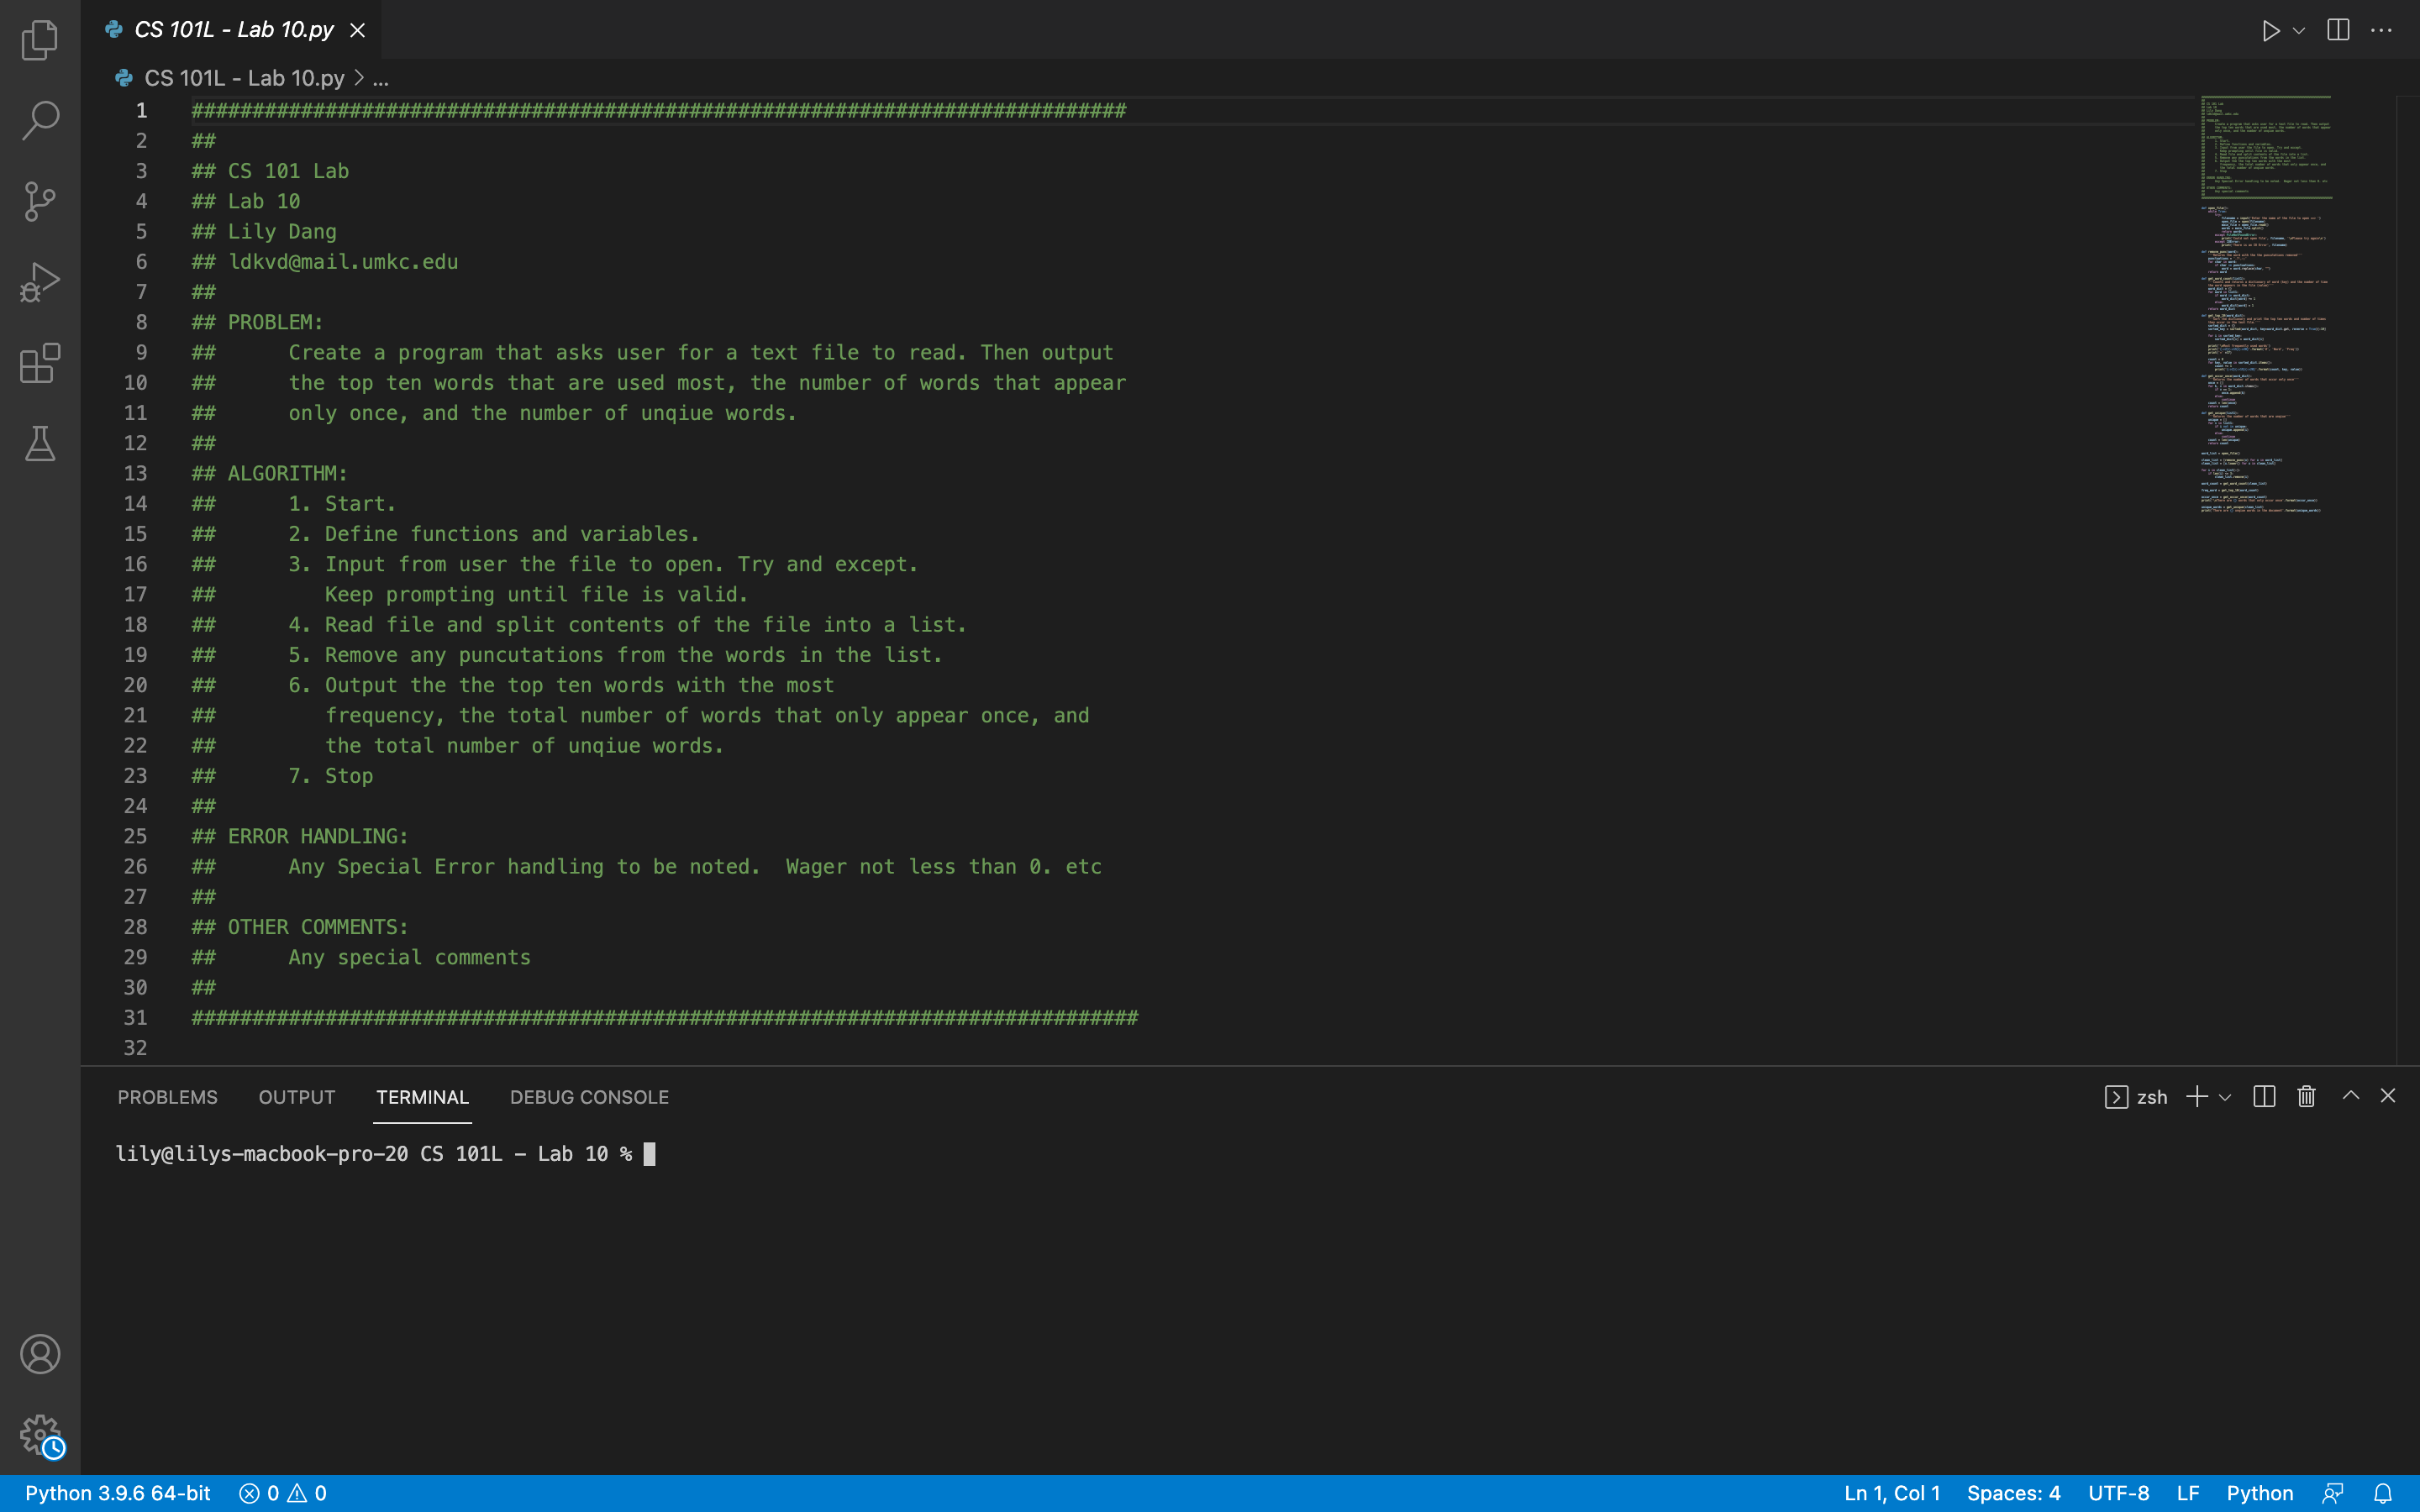 CS 101L - Lab 10.py
CS 101L - Lab 10.py > ...
1 #############################################################################
2 ##
3 ## CS 101 Lab
4 ## Lab 10
5 ## Lily Dang
6 ## ldkvd@mail.umkc.edu
7 ##
8 ## PROBLEM:
9 ##      Create a program that asks user for a text file to read. Then output
10 ##      the top ten words that are used most, the number of words that appear
11 ##      only once, and the number of unqiue words.
12 ##
13 ## ALGORITHM:
14 ##      1. Start.
15 ##      2. Define functions and variables.
16 ##      3. Input from user the file to open. Try and except.
17 ##         Keep prompting until file is valid.
18 ##      4. Read file and split contents of the file into a list.
19 ##      5. Remove any puncutations from the words in the list.
20 ##      6. Output the the top ten words with the most
21 ##         frequency, the total number of words that only appear once, and
22 ##         the total number of unqiue words.
23 ##      7. Stop
24 ##
25 ## ERROR HANDLING:
26 ##      Any Special Error handling to be noted.  Wager not less than 0. etc
27 ##
28 ## OTHER COMMENTS:
29 ##      Any special comments
30 ##
31 ##############################################################################
32
PROBLEMS OUTPUT TERMINAL DEBUG CONSOLE zsh
lily@lilys-macbook-pro-20 CS 101L - Lab 10 %
Python 3.9.6 64-bit 0 0 Ln 1, Col 1 Spaces: 4 UTF-8 LF Python